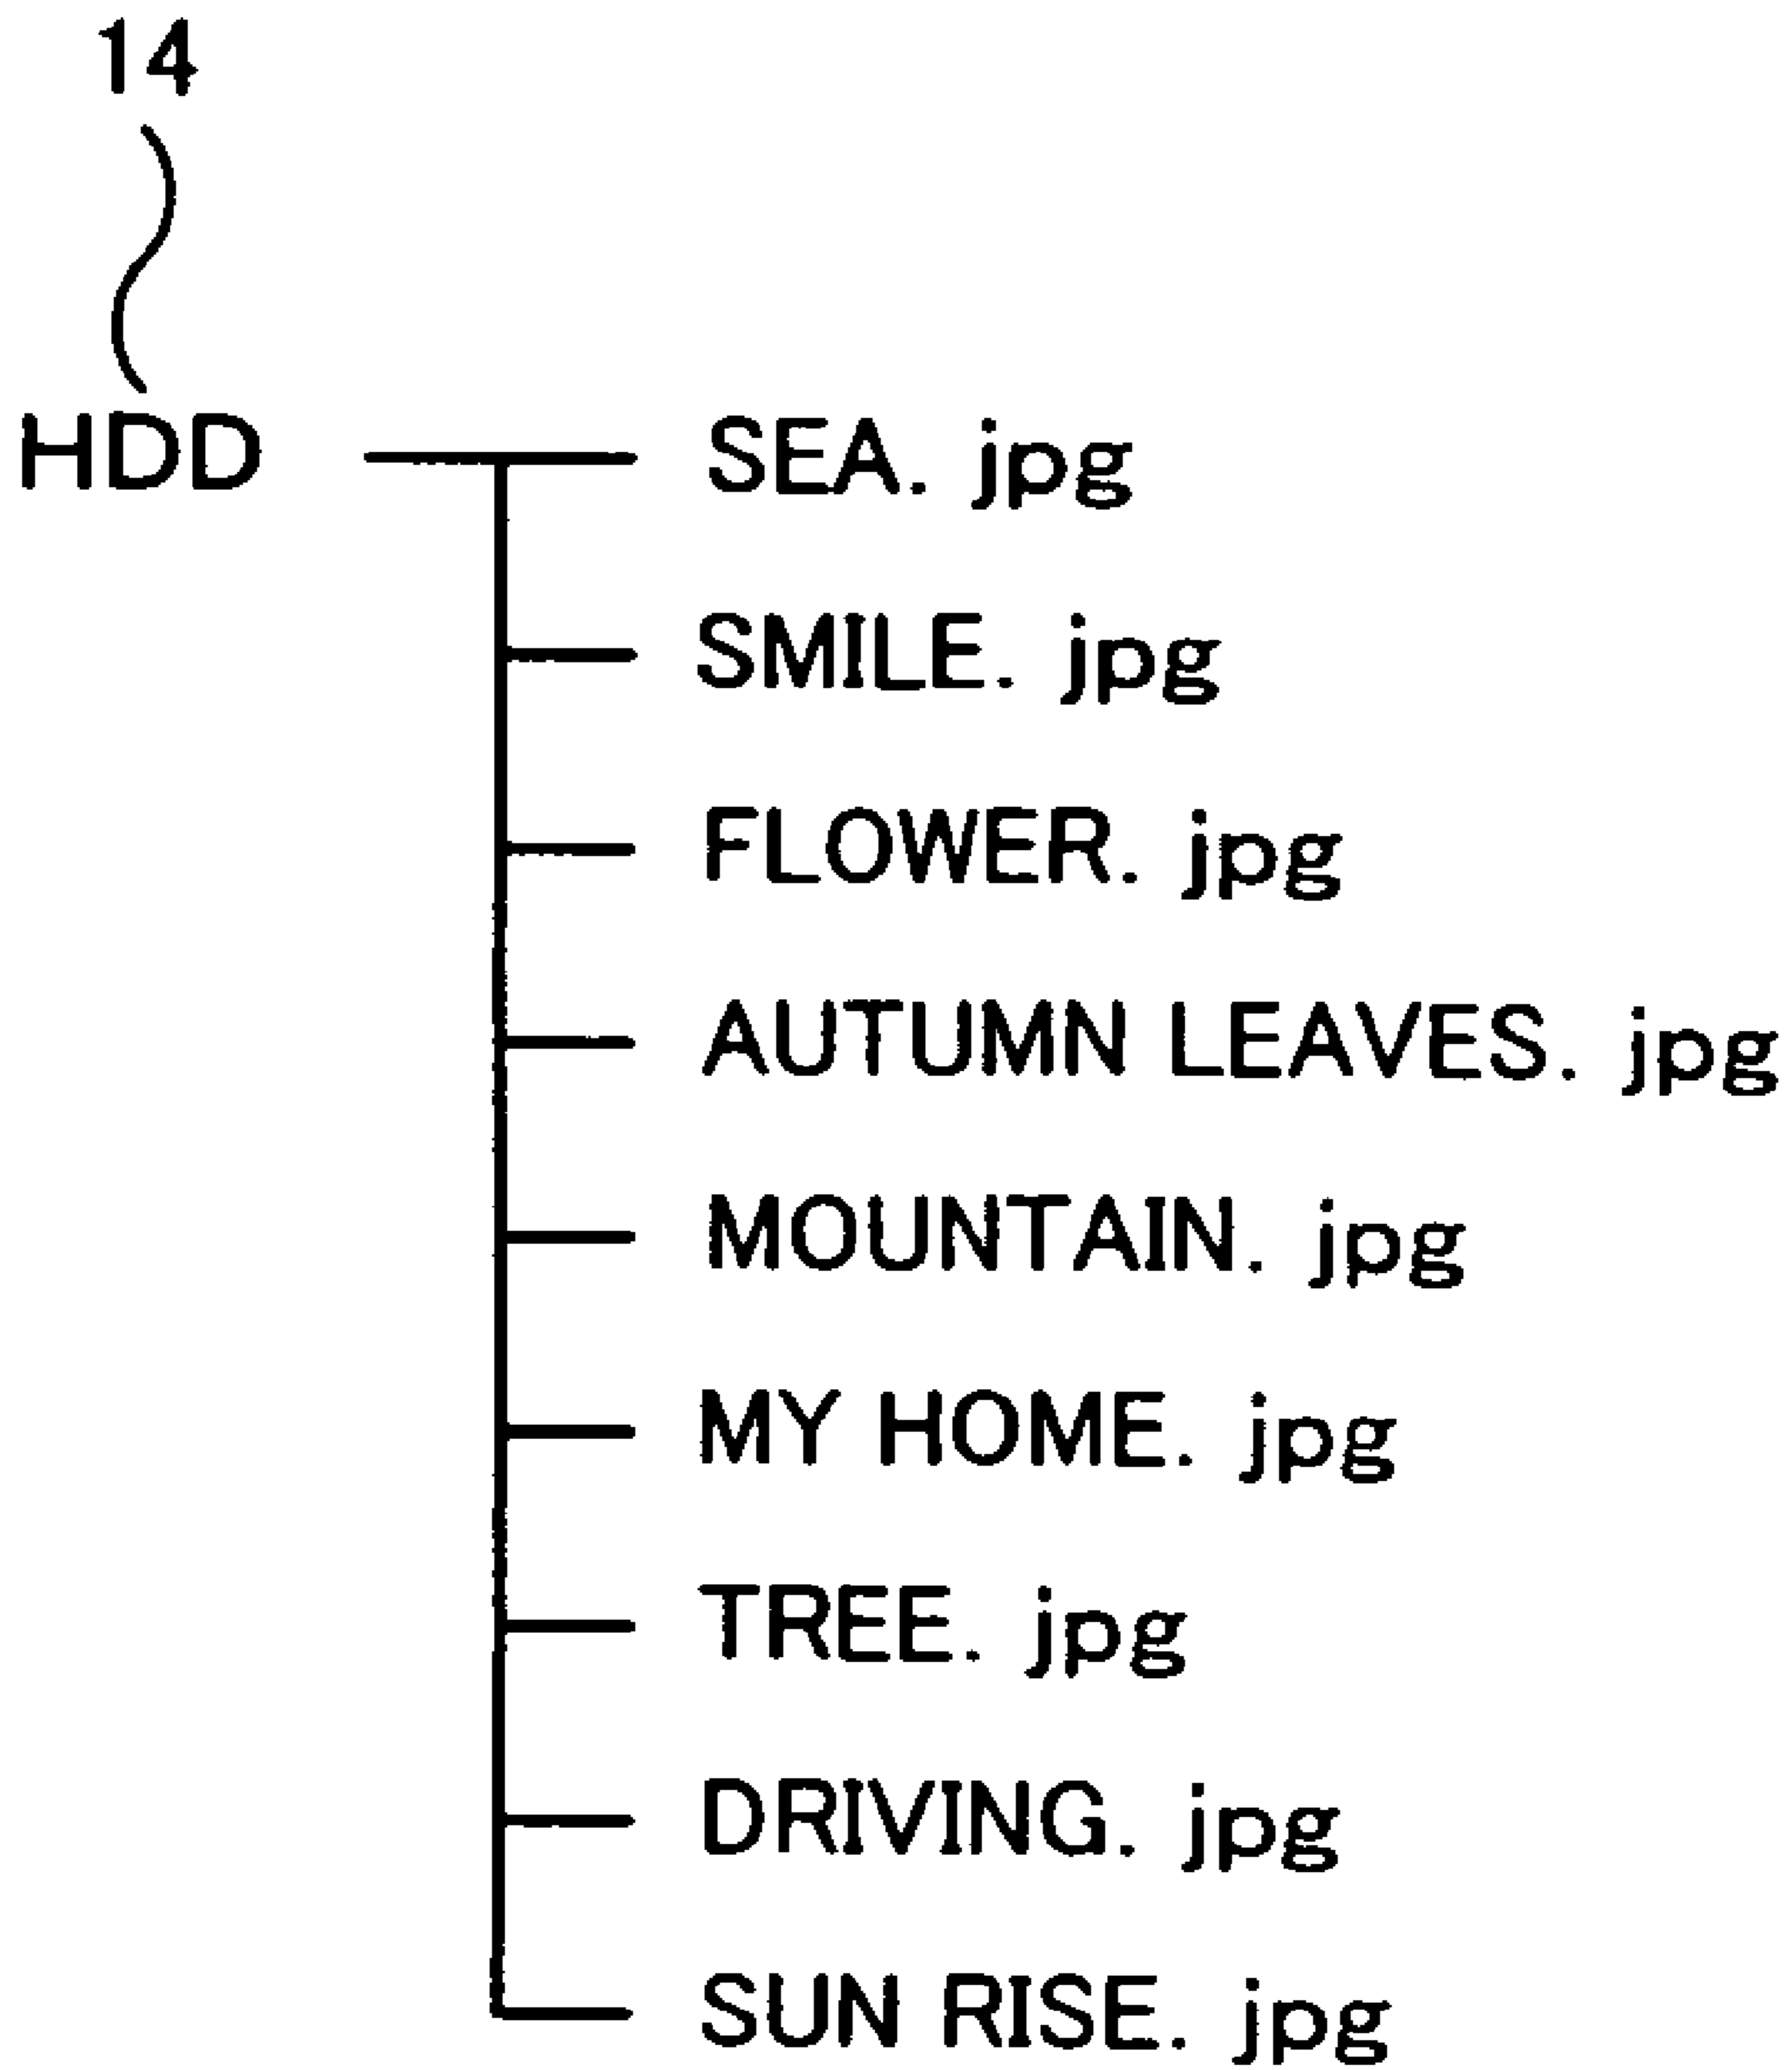 14
HDD SEA. jpg
SMILE. jpg
FLOWER. jpg
AUTUMN LEAVES. jpg
MOUNTAIN. jpg
MY HOME. jpg
TREE. jpg
DRIVING. jpg
SUN RISE. jpg